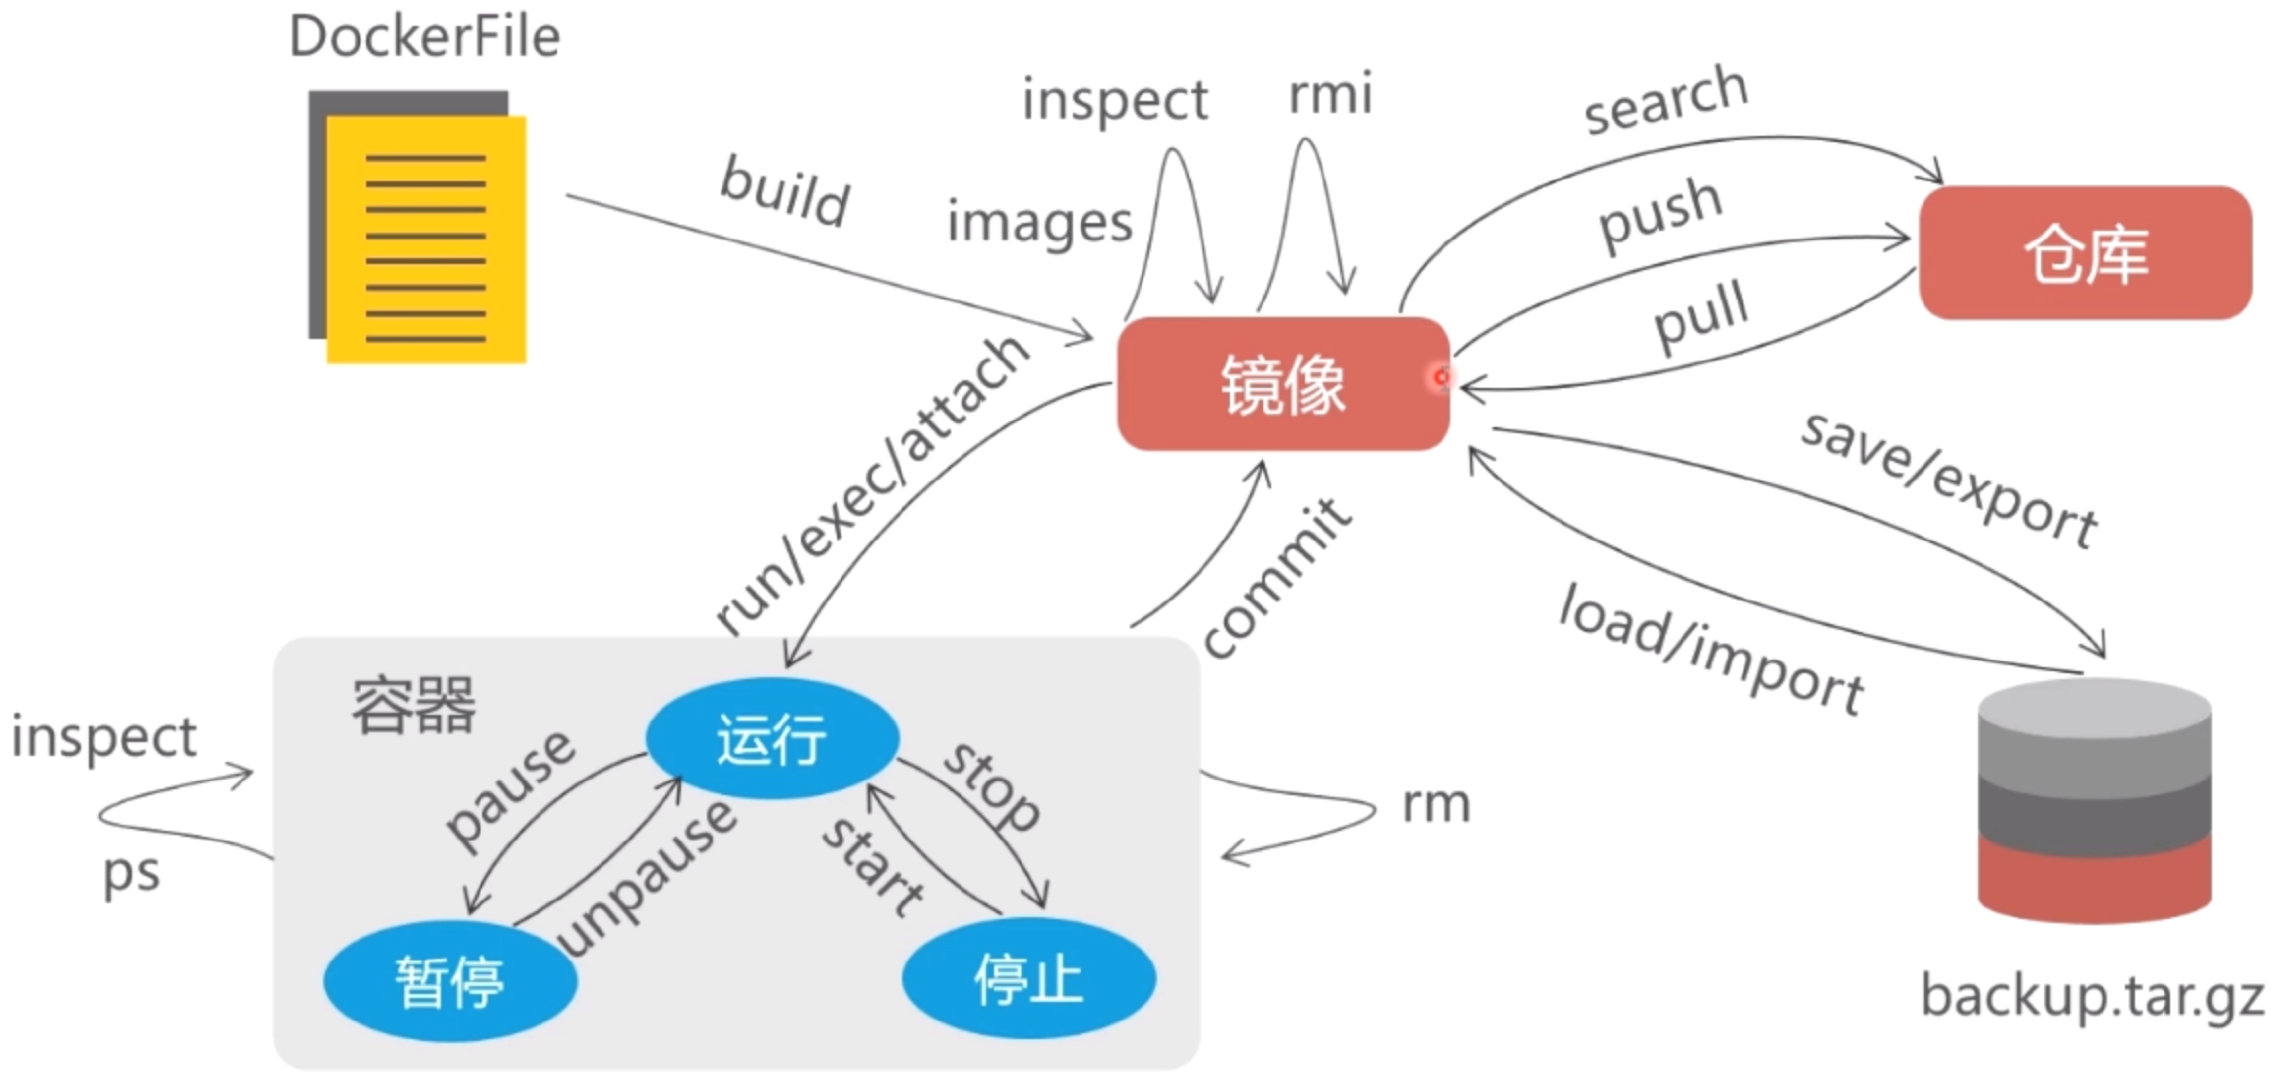 DockerFile
build
inspect
images
rmi
search
push
pull
仓库
镜像
run/exec/attach
commit
save/export
load/import
容器
inspect
ps
运行
pause
unpause
stop
start
rm
暂停
停止
backup.tar.gz